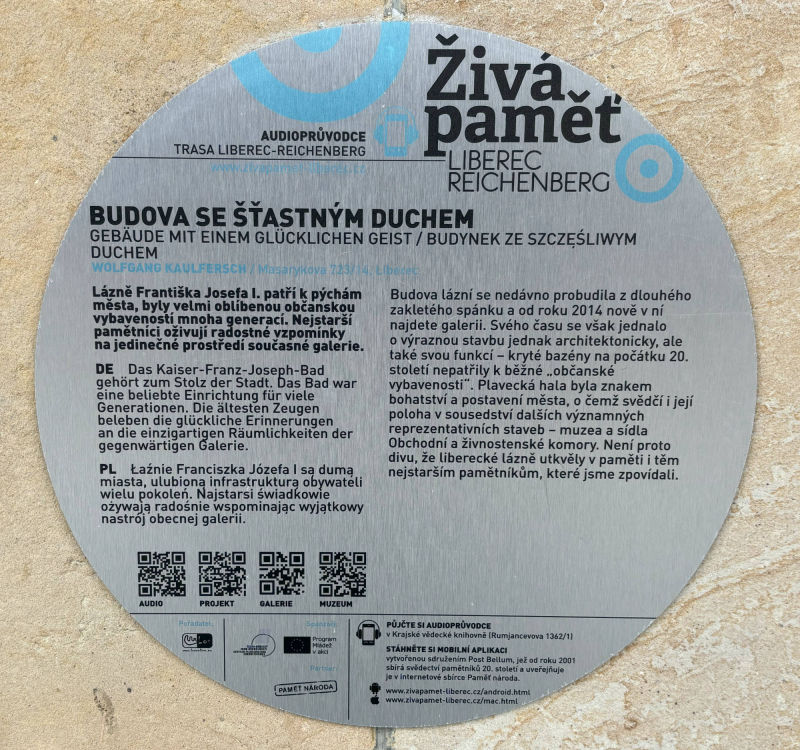 Živá
paměť
LIBEREC
REICHENBERG
AUDIOPRŮVODCE
TRASA LIBEREC-REICHENBERG
www.zivapamet-liberec.cz
BUDOVA SE ŠŤASTNÝM DUCHEM
GEBÄUDE MIT EINEM GLÜCKLICHEN GEIST / BUDYNEK ZE SZCZĘŚLIWYM
DUCHEM
WOLFGANG KAULFERSCH / Masarykova 723/14, Liberec
Lázně Františka Josefa I. patří k pýchám
města, byly velmi oblíbenou občanskou
vybaveností mnoha generací. Nejstarší
pamětníci oživují radostné vzpomínky
na jedinečné prostředí současné galerie.
DE Das Kaiser-Franz-Joseph-Bad
gehört zum Stolz der Stadt. Das Bad war
eine beliebte Einrichtung für viele
Generationen. Die ältesten Zeugen
beleben die glückliche Erinnerungen
an die einzigartigen Räumlichkeiten der
gegenwärtigen Galerie.
PL Łaźnie Franciszka Józefa I są dumą
miasta, ulubioną infrastrukturą obywateli
wielu pokoleń. Najstarsi świadkowie
ożywają radośnie wspominając wyjątkowy
nastrój obecnej galerii.
Budova lázní se nedávno probudila z dlouhého
zakletého spánku a od roku 2014 nově v ní
najdete galerii. Svého času se však jednalo
o výraznou stavbu jednak architektonicky, ale
také svou funkcí – kryté bazény na počátku 20.
století nepatřily k běžné „občanské
vybavenosti“. Plavecká hala byla znakem
bohatství a postavení města, o čemž svědčí i její
poloha v sousedství dalších významných
reprezentativních staveb – muzea a sídla
Obchodní a živnostenské komory. Není proto
divu, že liberecké lázně utkvěly v paměti i těm
nejstarším pamětníkům, které jsme zpovídali.
AUDIO PROJEKT GALERIE MUZEUM
Pořadatel:
Sponzoři:
Program
Mládež
v akci
Partner:
PAMĚŤ NÁRODA
PŮJČTE SI AUDIOPRŮVODCE
v Krajské vědecké knihovně (Rumjancevova 1362/1)
STÁHNĚTE SI MOBILNÍ APLIKACI
vytvořenou sdružením Post Bellum, jež od roku 2001
sbírá svědectví pamětníků 20. století a uveřejňuje
je v internetové sbírce Paměť národa.
www.zivapamet-liberec.cz/android.html
www.zivapamet-liberec.cz/mac.html